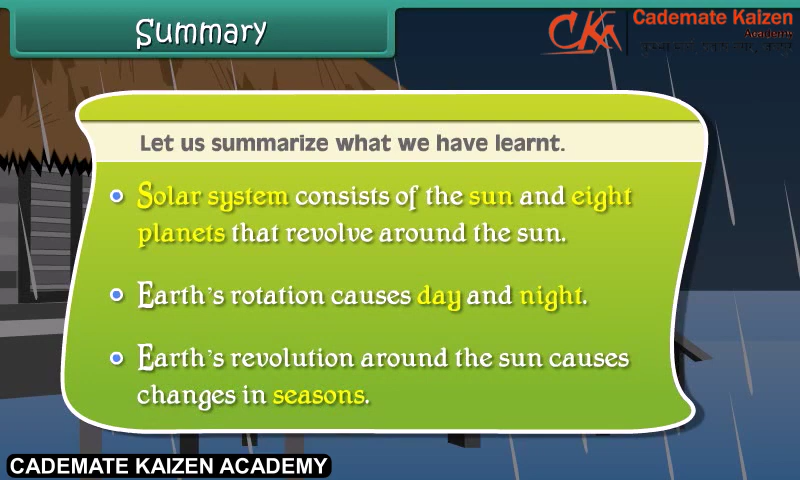 Summary
CKA
Cademate Kaizen
Academy
Let us summarize what we have learnt.
Solar system consists of the sun and eight
planets that revolve around the sun.
Earth's rotation causes day and night.
Earth's revolution around the sun causes
changes in seasons.
CADEMATE KAIZEN ACADEMY